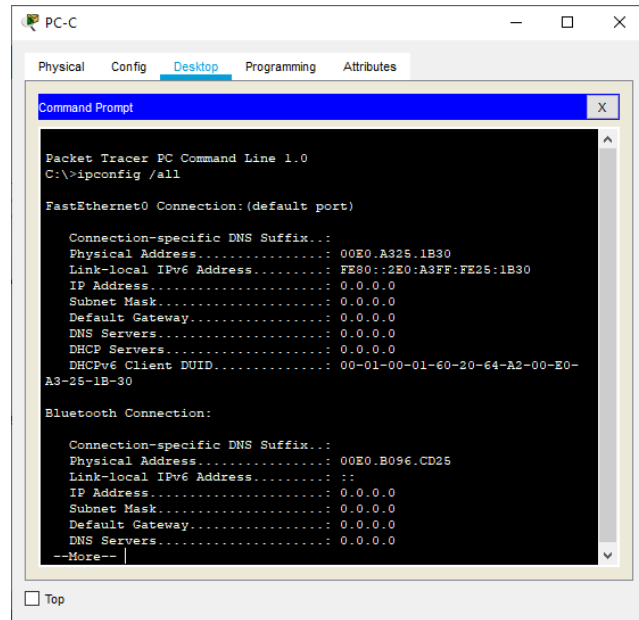 PC-C
Physical Config Desktop Programming Attributes
Command Prompt
X
Packet Tracer PC Command Line 1.0
C:\>ipconfig /all
FastEthernet0 Connection:(default port)
Connection-specific DNS Suffix..:
Physical Address................: 00E0.A325.1B30
Link-local IPv6 Address.........: FE80::2E0:A3FF:FE25:1B30
IP Address......................: 0.0.0.0
Subnet Mask.....................: 0.0.0.0
Default Gateway.................: 0.0.0.0
DNS Servers.....................: 0.0.0.0
DHCP Servers....................: 0.0.0.0
DHCPv6 Client DUID..............: 00-01-00-01-60-20-64-A2-00-E0-
A3-25-1B-30
Bluetooth Connection:
Connection-specific DNS Suffix..:
Physical Address................: 00E0.B096.CD25
Link-local IPv6 Address.........: ::
IP Address......................: 0.0.0.0
Subnet Mask.....................: 0.0.0.0
Default Gateway.................: 0.0.0.0
DNS Servers.....................: 0.0.0.0
--More--
Top